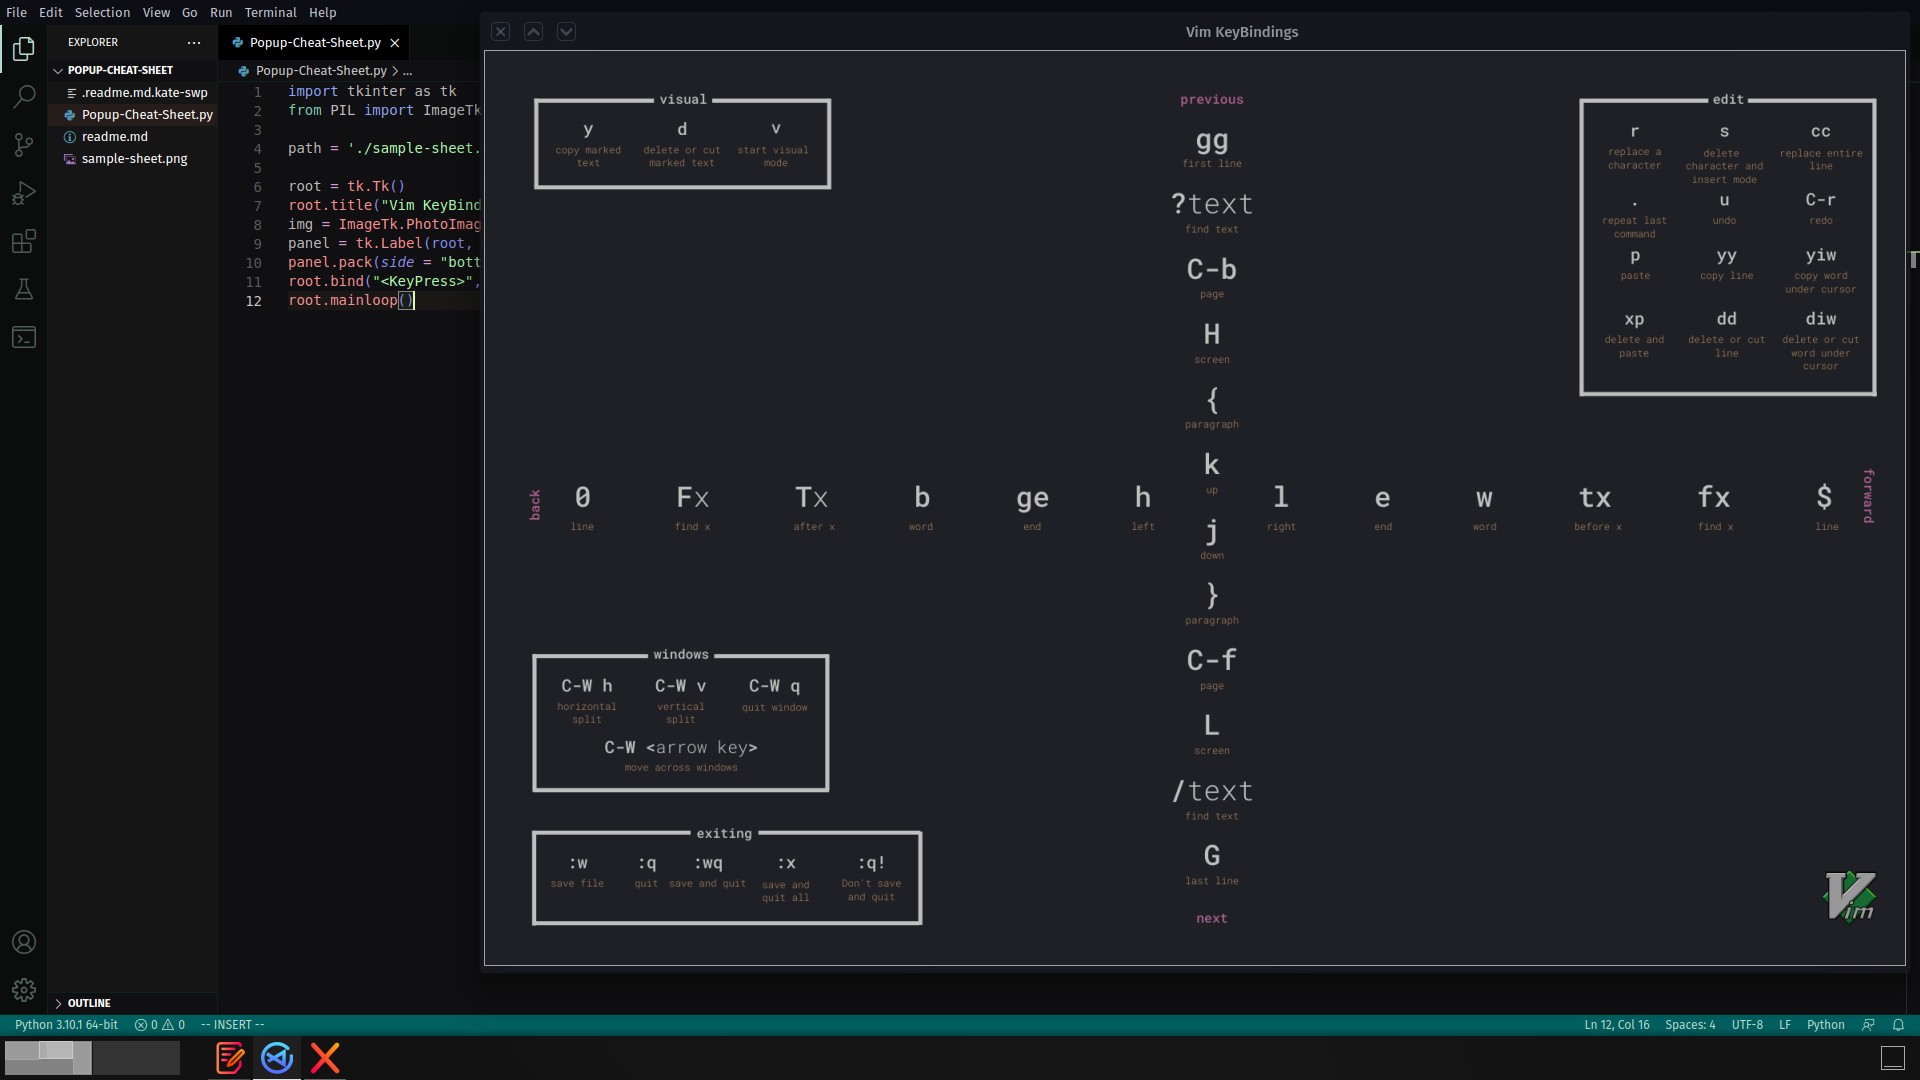 File Edit Selection View Go Run Terminal Help
EXPLORER
POPUP-CHEAT-SHEET
.readme.md.kate-swp
Popup-Cheat-Sheet.py
readme.md
sample-sheet.png
OUTLINE
Popup-Cheat-Sheet.py
Popup-Cheat-Sheet.py > ...
1 import tkinter as tk
2 from PIL import ImageTk
3
4 path = './sample-sheet.
5
6 root = tk.Tk()
7 root.title("Vim KeyBind
8 img = ImageTk.PhotoImag
9 panel = tk.Label(root,
10 panel.pack(side = "bott
11 root.bind("<KeyPress>",
12 root.mainloop()
Vim KeyBindings
visual
y d v
copy marked text
delete or cut marked text
start visual mode
previous
gg
first line
?text
find text
C-b
page
H
screen
{
paragraph
k
up
j
down
}
paragraph
C-f
page
L
screen
/text
find text
G
last line
next
edit
r s cc
replace a character
delete character and insert mode
replace entire line
. u C-r
repeat last command
undo
redo
p yy yiw
paste
copy line
copy word under cursor
xp dd diw
delete and paste
delete or cut line
delete or cut word under cursor
back
0 Fx Tx b ge h l e w tx fx $
line find x after x word end left right end word before x find x line
forward
windows
C-W h C-W v C-W q
horizontal split
vertical split
quit window
C-W <arrow key>
move across windows
exiting
:w :q :wq :x :q!
save file
quit
save and quit
save and quit all
Don't save and quit
Vim
Python 3.10.1 64-bit 0 0 -- INSERT --
Ln 12, Col 16 Spaces: 4 UTF-8 LF Python